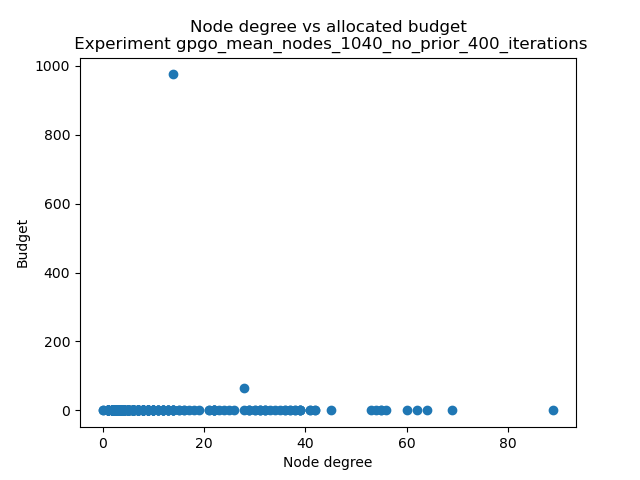 Node degree vs allocated budget
Experiment gpgo_mean_nodes_1040_no_prior_400_iterations
1000
800
600
400
200
0
Budget
0 20 40 60 80
Node degree